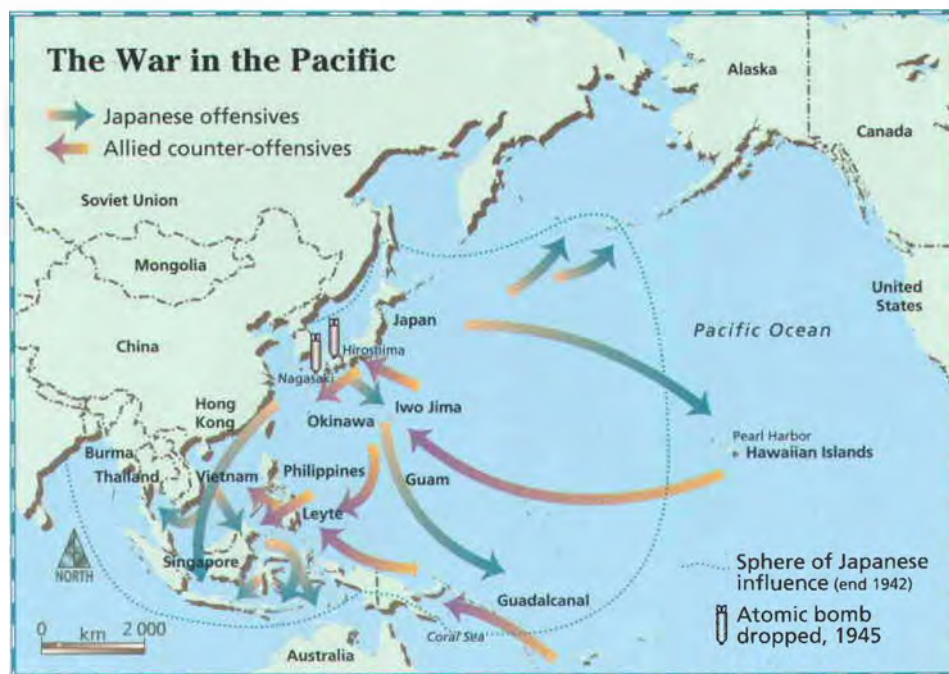 The War in the Pacific
Japanese offensives
Allied counter-offensives
Alaska
Canada
Soviet Union
Mongolia
United
States
Japan
Pacific Ocean
China
Hiroshima
Nagasaki
Hong
Kong
Okinawa
Iwo Jima
Pearl Harbor
Hawaiian Islands
Burma
Thailand
Vietnam
Philippines
Guam
Leyte
Singapore
NORTH
Sphere of Japanese
influence (end 1942)
Guadalcanal
Atomic bomb
dropped, 1945
0 km 2 000
Coral Sea
Australia